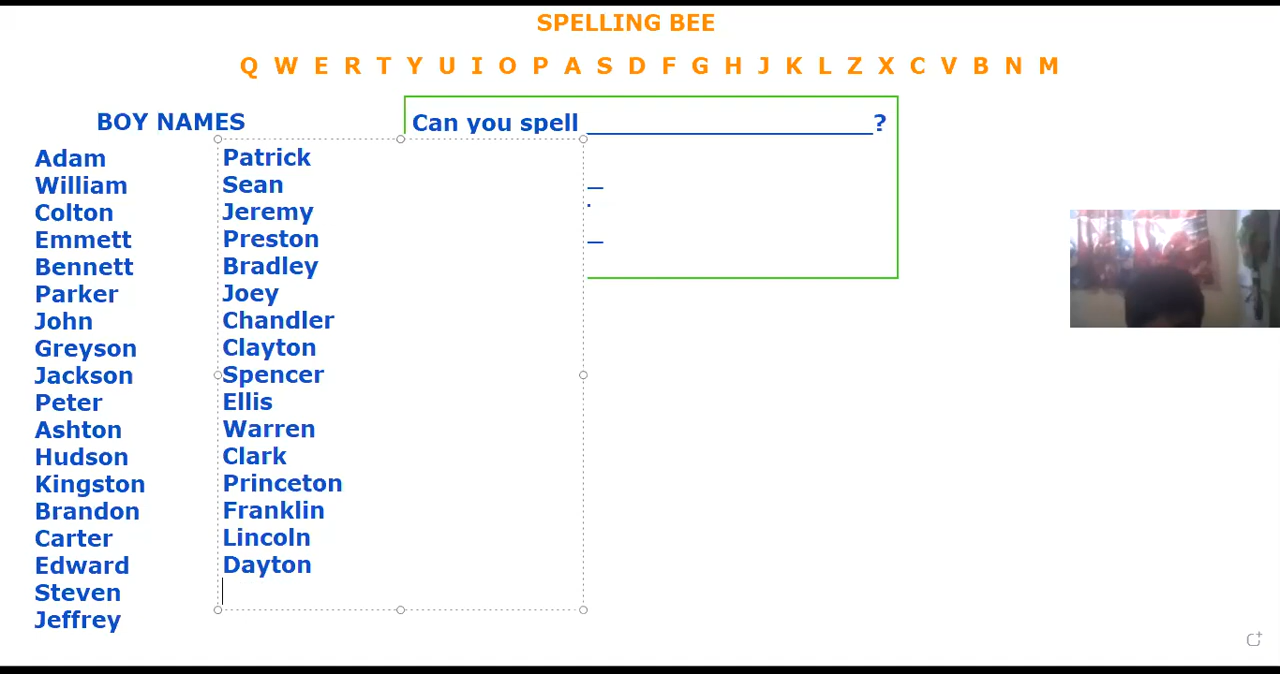 SPELLING BEE
Q W E R T Y U I O P A S D F G H J K L Z X C V B N M
BOY NAMES
Can you spell ______________________?
Adam
William
Colton
Emmett
Bennett
Parker
John
Greyson
Jackson
Peter
Ashton
Hudson
Kingston
Brandon
Carter
Edward
Steven
Jeffrey
Patrick
Sean
Jeremy
Preston
Bradley
Joey
Chandler
Clayton
Spencer
Ellis
Warren
Clark
Princeton
Franklin
Lincoln
Dayton